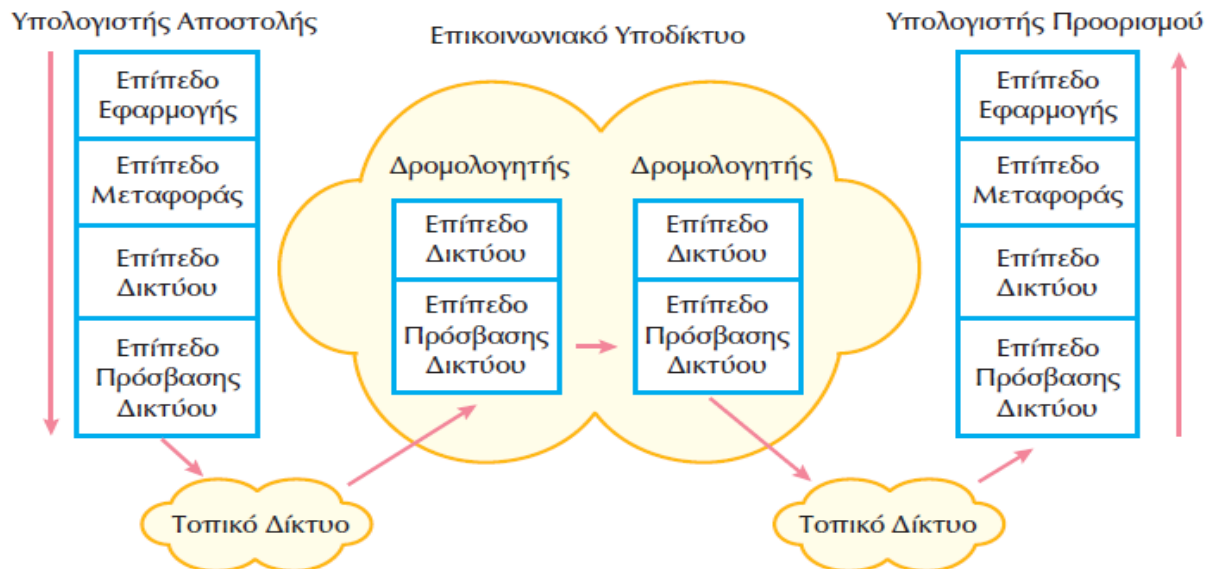 Υπολογιστής Αποστολής
Επικοινωνιακό Υποδίκτυο
Υπολογιστής Προορισμού
Επίπεδο
Εφαρμογής
Επίπεδο
Μεταφοράς
Επίπεδο
Δικτύου
Επίπεδο
Πρόσβασης
Δικτύου
Τοπικό Δίκτυο
Δρομολογητής
Επίπεδο
Δικτύου
Επίπεδο
Πρόσβασης
Δικτύου
Δρομολογητής
Επίπεδο
Δικτύου
Επίπεδο
Πρόσβασης
Δικτύου
Τοπικό Δίκτυο
Επίπεδο
Εφαρμογής
Επίπεδο
Μεταφοράς
Επίπεδο
Δικτύου
Επίπεδο
Πρόσβασης
Δικτύου